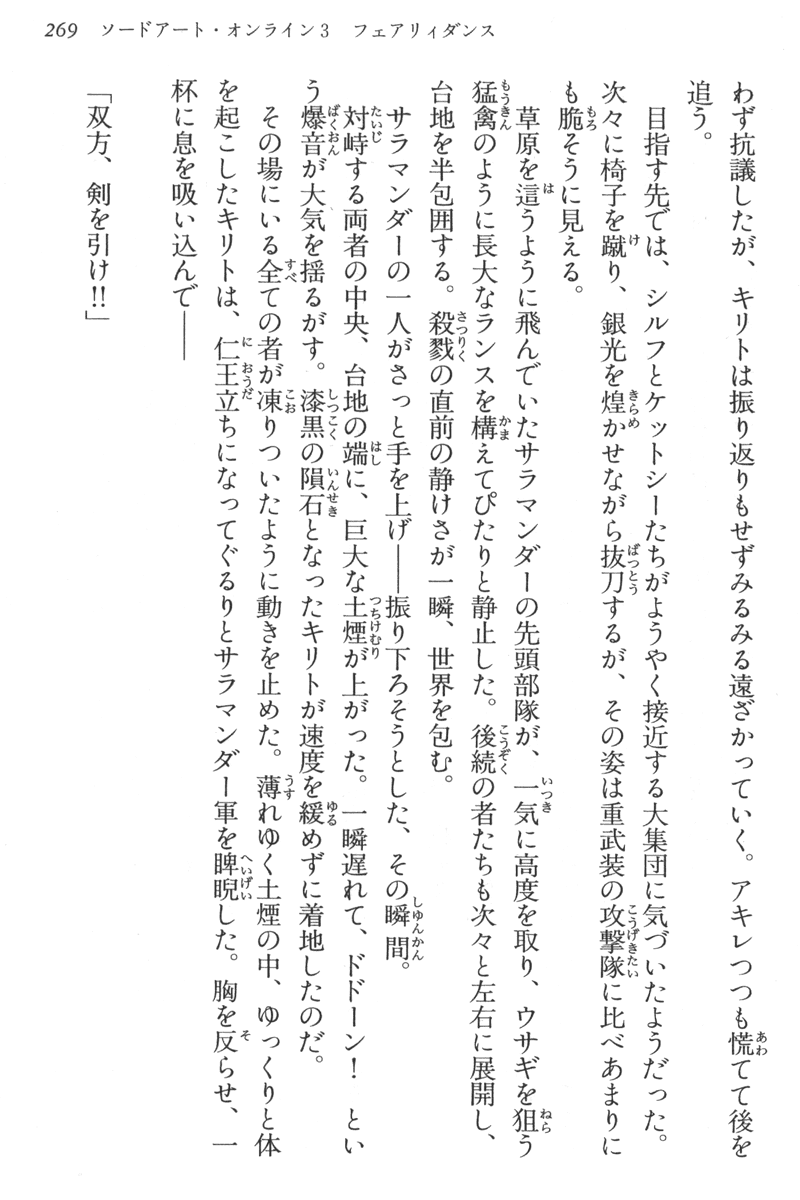 269 ソードアート・オンライン3　フェアリィダンス
わず抗議したが、キリトは振り返りもせずみるみる遠ざかっていく。アキレつつも慌てて後を
追う。
　目指す先では、シルフとケットシーたちがようやく接近する大集団に気づいたようだった。
次々に椅子を蹴り、銀光を煌かせながら抜刀するが、その姿は重武装の攻撃隊に比べあまりに
も脆そうに見える。
　草原を這うように飛んでいたサラマンダーの先頭部隊が、一気に高度を取り、ウサギを狙う
猛禽のように長大なランスを構えてぴたりと静止した。後続の者たちも次々と左右に展開し、
台地を半包囲する。殺戮の直前の静けさが一瞬、世界を包む。
　サラマンダーの一人がさっと手を上げ――振り下ろそうとした、その瞬間。
　対峙する両者の中央、台地の端に、巨大な土煙が上がった。一瞬遅れて、ドドーン！　とい
う爆音が大気を揺るがす。漆黒の隕石となったキリトが速度を緩めずに着地したのだ。
　その場にいる全ての者が凍りついたように動きを止めた。薄れゆく土煙の中、ゆっくりと体
を起こしたキリトは、仁王立ちになってぐるりとサラマンダー軍を睥睨した。胸を反らせ、一
杯に息を吸い込んで――
「双方、剣を引け!!」